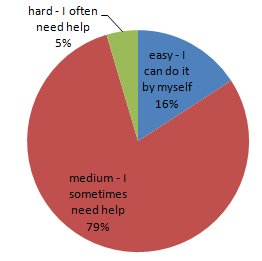 hard - I often
need help
5%
easy - I
can do it
by myself
16%
medium - I
sometimes
need help
79%